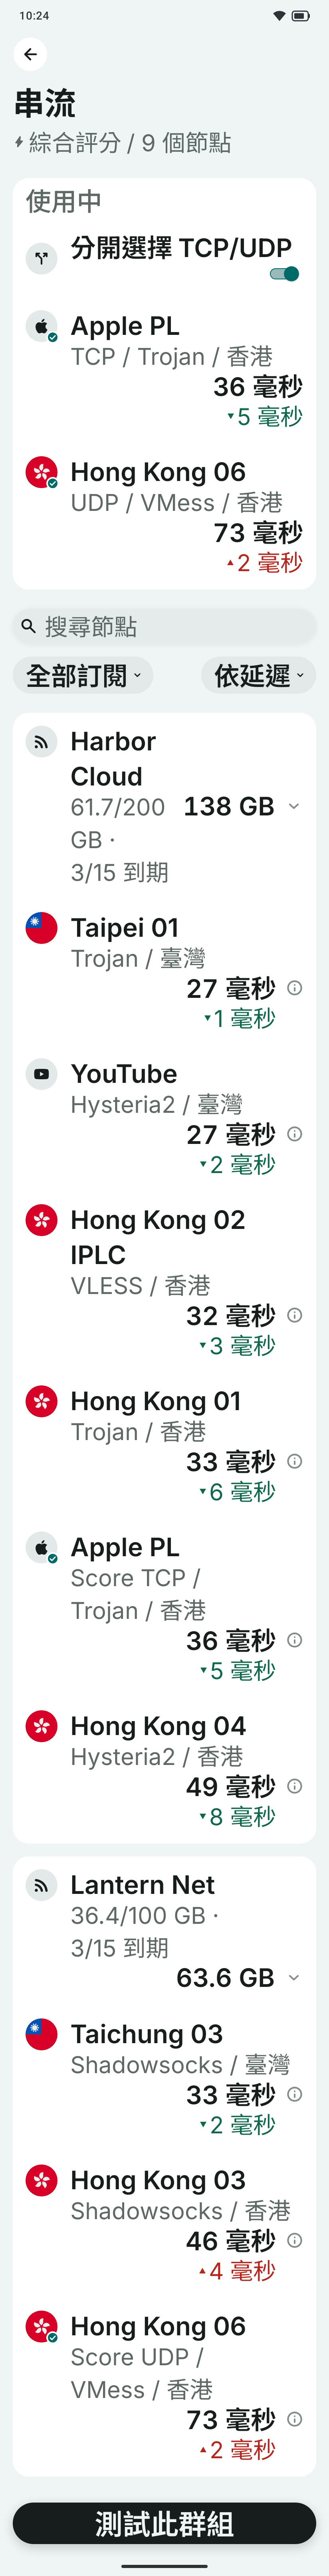 10:24
串流
綜合評分 / 9 個節點
使用中
分開選擇 TCP/UDP
Apple PL
TCP / Trojan / 香港
36 毫秒
▾5 毫秒
Hong Kong 06
UDP / VMess / 香港
73 毫秒
▴2 毫秒
搜尋節點
全部訂閱
依延遲
Harbor
Cloud
61.7/200
GB ·
3/15 到期
138 GB
Taipei 01
Trojan / 臺灣
27 毫秒
▾1 毫秒
YouTube
Hysteria2 / 臺灣
27 毫秒
▾2 毫秒
Hong Kong 02
IPLC
VLESS / 香港
32 毫秒
▾3 毫秒
Hong Kong 01
Trojan / 香港
33 毫秒
▾6 毫秒
Apple PL
Score TCP /
Trojan / 香港
36 毫秒
▾5 毫秒
Hong Kong 04
Hysteria2 / 香港
49 毫秒
▾8 毫秒
Lantern Net
36.4/100 GB ·
3/15 到期
63.6 GB
Taichung 03
Shadowsocks / 臺灣
33 毫秒
▾2 毫秒
Hong Kong 03
Shadowsocks / 香港
46 毫秒
▴4 毫秒
Hong Kong 06
Score UDP /
VMess / 香港
73 毫秒
▴2 毫秒
測試此群組